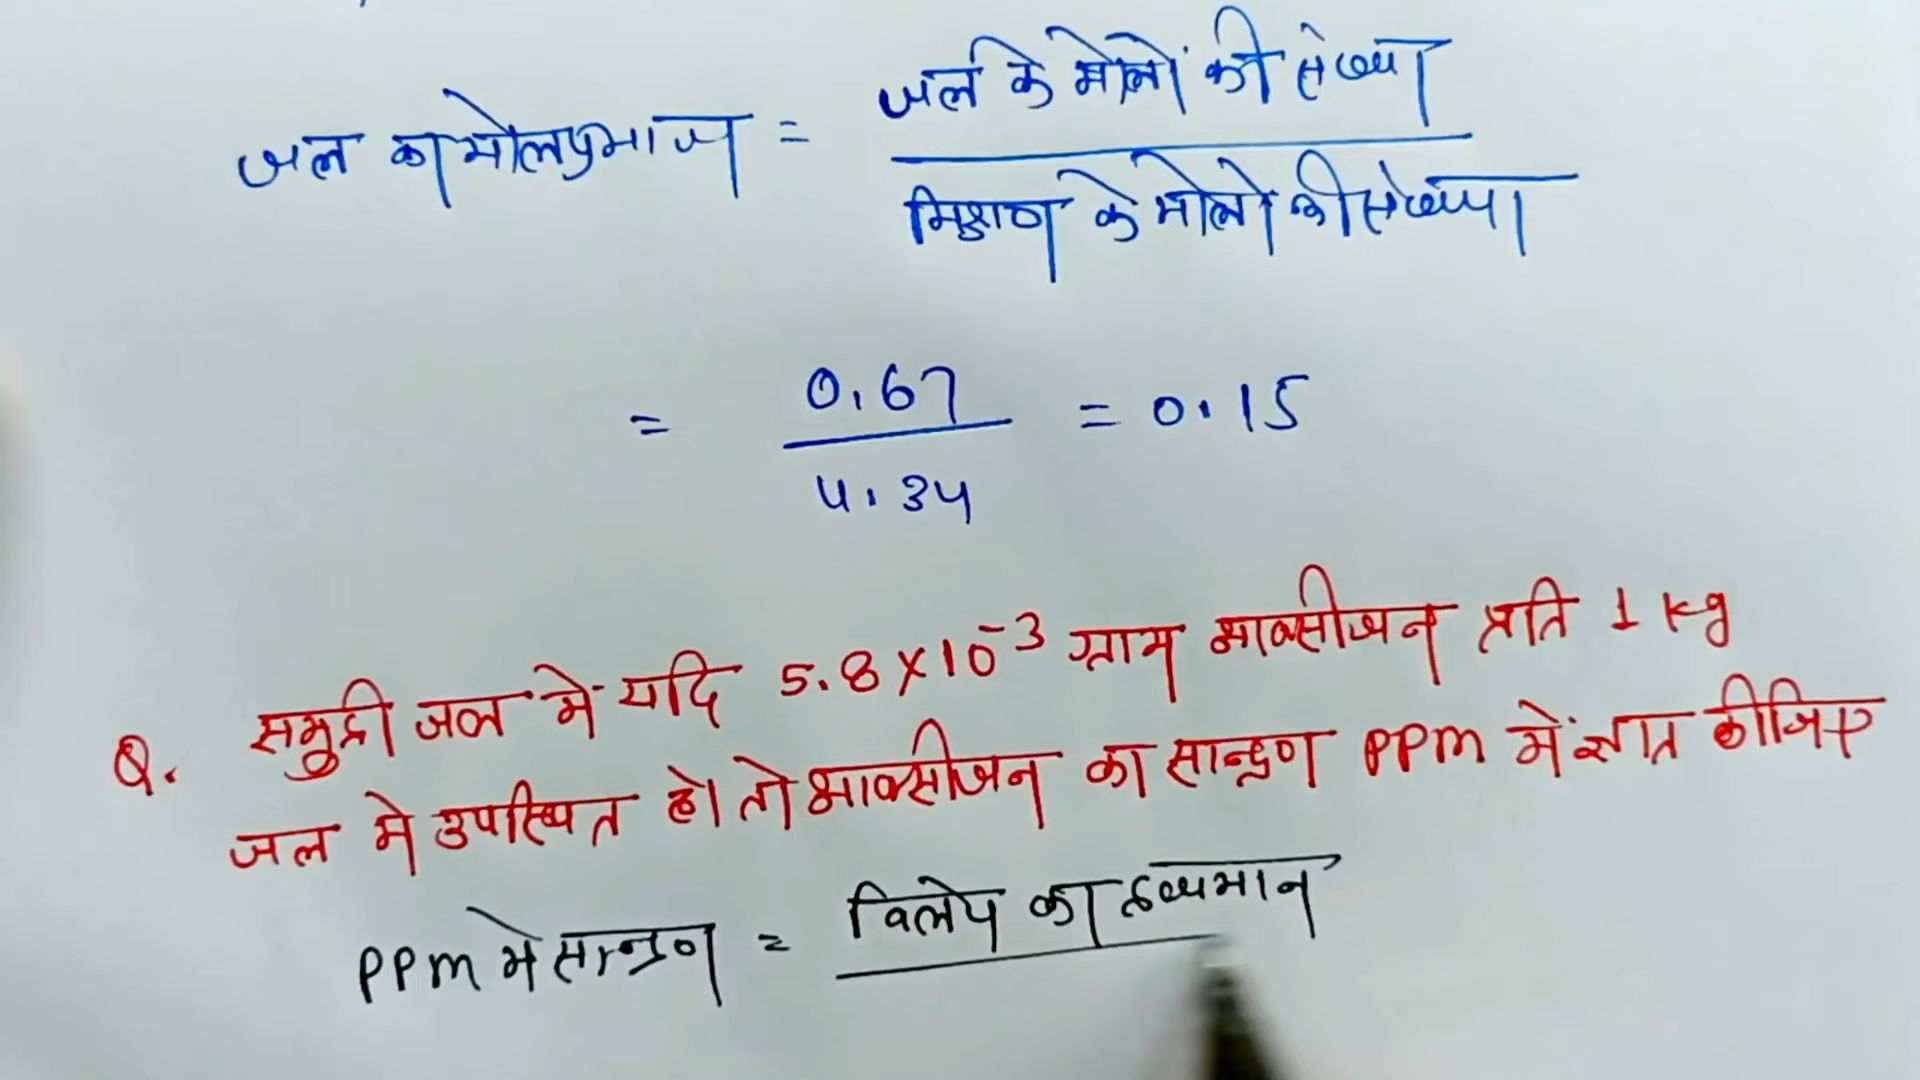 जल का मोलप्रभाज = जल के मोलों की संख्या
मिश्रण के मोलो की संख्या
= 0.67 = 0.15
4.34
Q. समुद्री जल मे यदि 5.8×10⁻³ ग्राम आक्सीजन प्रति 1 kg
जल मे उपस्थित हो तो आक्सीजन का सान्द्रण PPm में ज्ञात कीजिए
PPm मे सान्द्रण = विलेय का द्रव्यमान